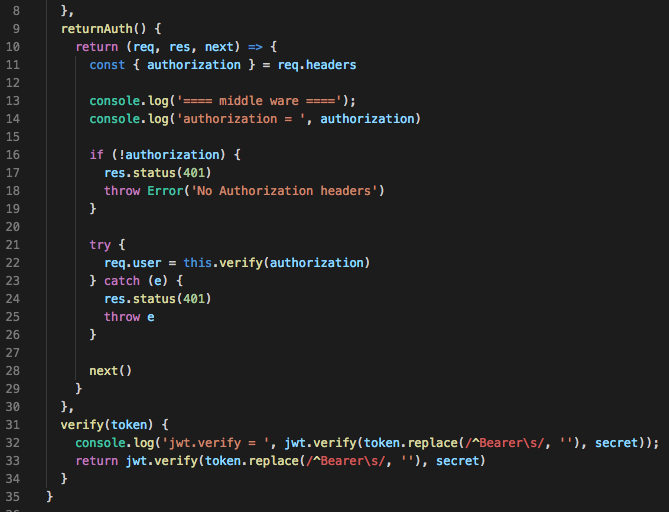 8 },
9 returnAuth() {
10 return (req, res, next) => {
11 const { authorization } = req.headers
12
13 console.log('==== middle ware ====');
14 console.log('authorization = ', authorization)
15
16 if (!authorization) {
17 res.status(401)
18 throw Error('No Authorization headers')
19 }
20
21 try {
22 req.user = this.verify(authorization)
23 } catch (e) {
24 res.status(401)
25 throw e
26 }
27
28 next()
29 }
30 },
31 verify(token) {
32 console.log('jwt.verify = ', jwt.verify(token.replace(/^Bearer\s/, ''), secret));
33 return jwt.verify(token.replace(/^Bearer\s/, ''), secret)
34 }
35 }